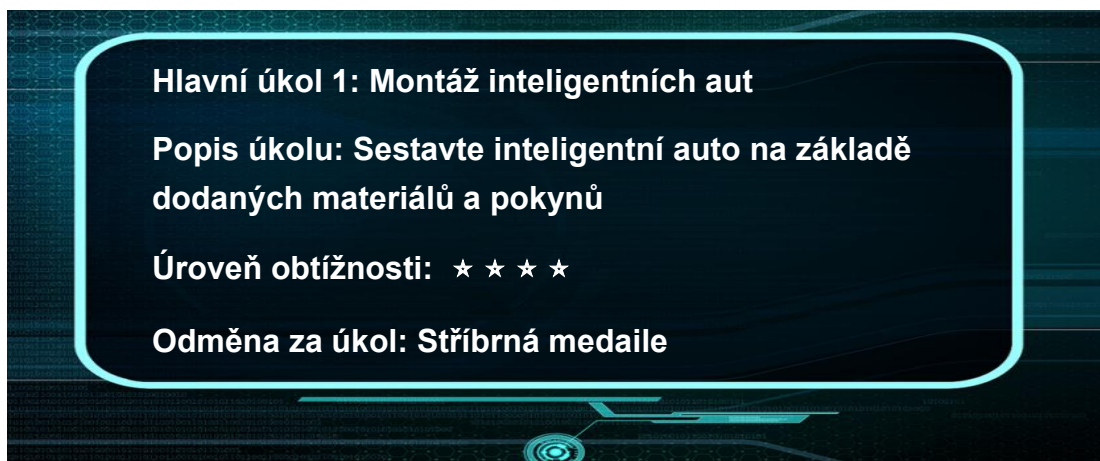 Hlavní úkol 1: Montáž inteligentních aut
Popis úkolu: Sestavte inteligentní auto na základě
dodaných materiálů a pokynů
Úroveň obtížnosti: ★ ★ ★ ★
Odměna za úkol: Stříbrná medaile